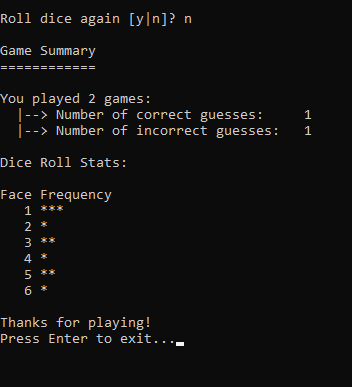 Roll dice again [y|n]? n
Game Summary
============
You played 2 games:
|--> Number of correct guesses: 1
|--> Number of incorrect guesses: 1
Dice Roll Stats:
Face Frequency
1 ***
2 *
3 **
4 *
5 **
6 *
Thanks for playing!
Press Enter to exit...